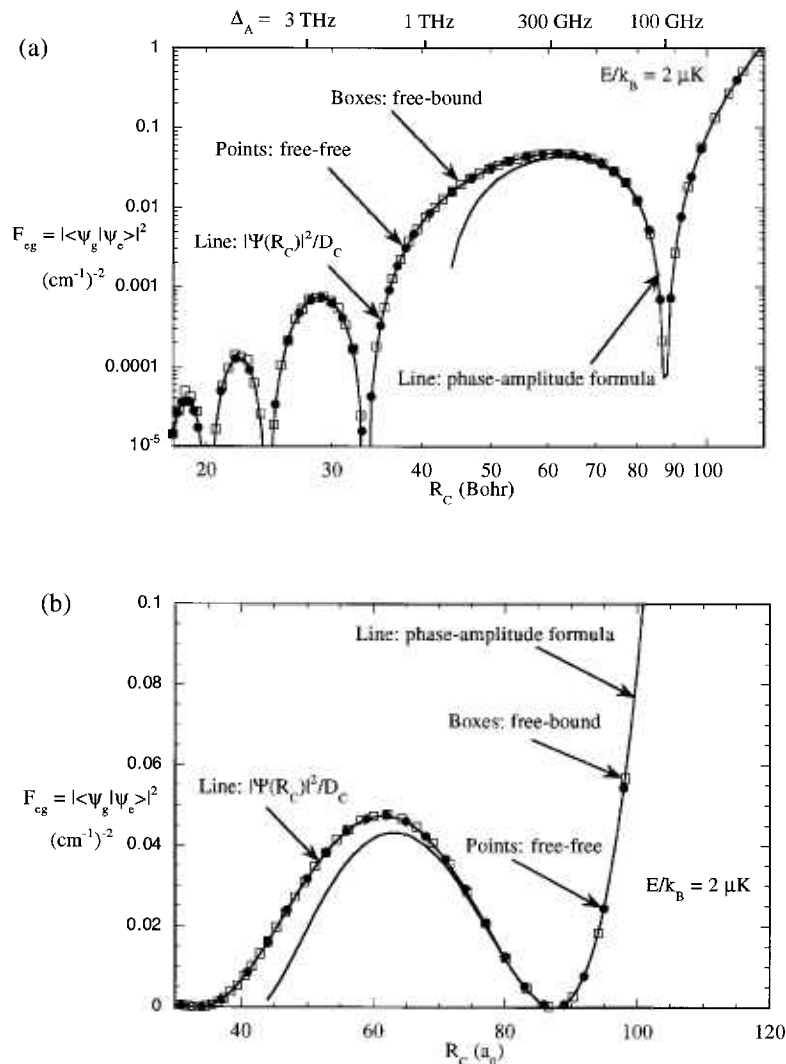 Δ_A = 3 THz 1 THz 300 GHz 100 GHz
(a)
1
0.1
0.01
0.001
0.0001
10^-5
F_eg = |<ψ_g|ψ_e>|^2
(cm^-1)^-2
E/k_B = 2 μK
Boxes: free-bound
Points: free-free
Line: |Ψ(R_C)|^2/D_C
Line: phase-amplitude formula
20 30 40 50 60 70 80 90 100
R_C (Bohr)
(b)
0.1
0.08
0.06
0.04
0.02
0
F_eg = |<ψ_g|ψ_e>|^2
(cm^-1)^-2
Line: phase-amplitude formula
Boxes: free-bound
Line: |Ψ(R_C)|^2/D_C
Points: free-free
E/k_B = 2 μK
40 60 80 100 120
R_C (a_0)